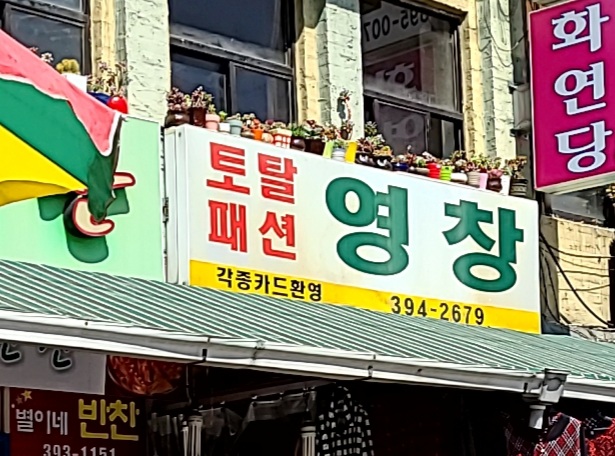 토탈
패션
영창
각종카드환영
394-2679
화연당
별이네 반찬
393-1151